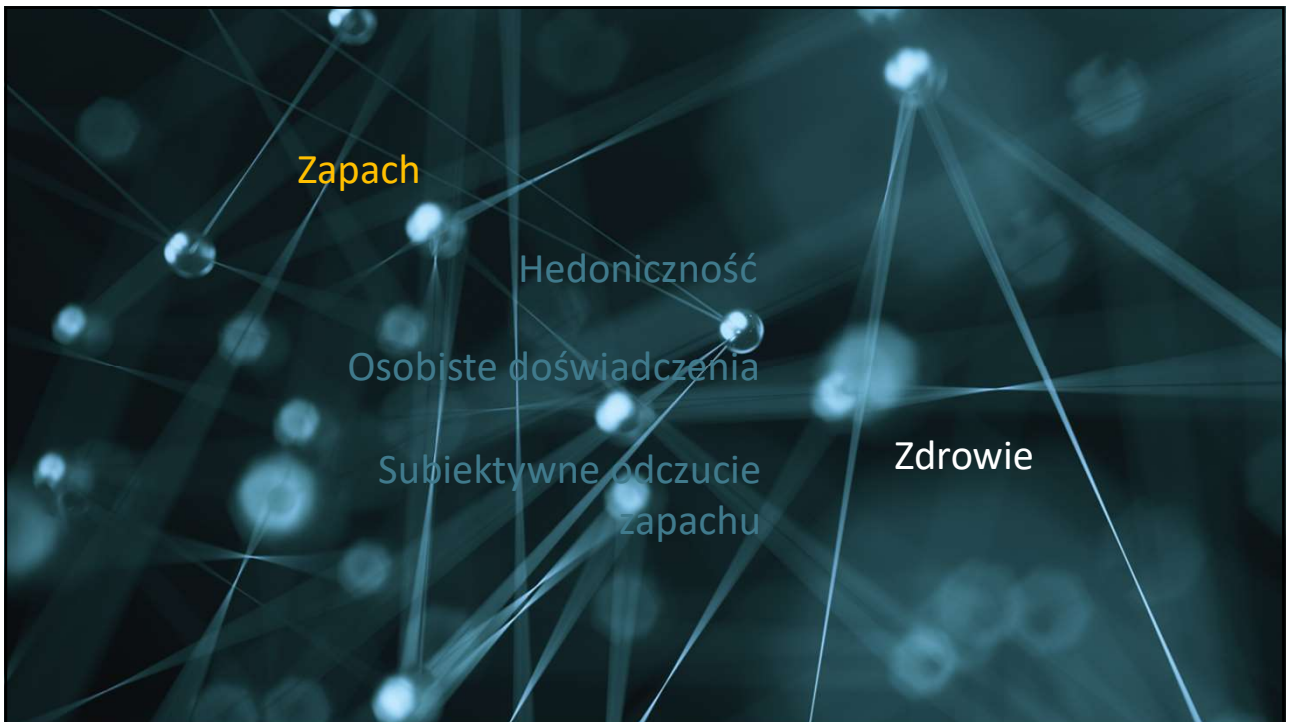 Zapach
Hedoniczność
Osobiste doświadczenia
Subiektywne odczucie
zapachu
Zdrowie